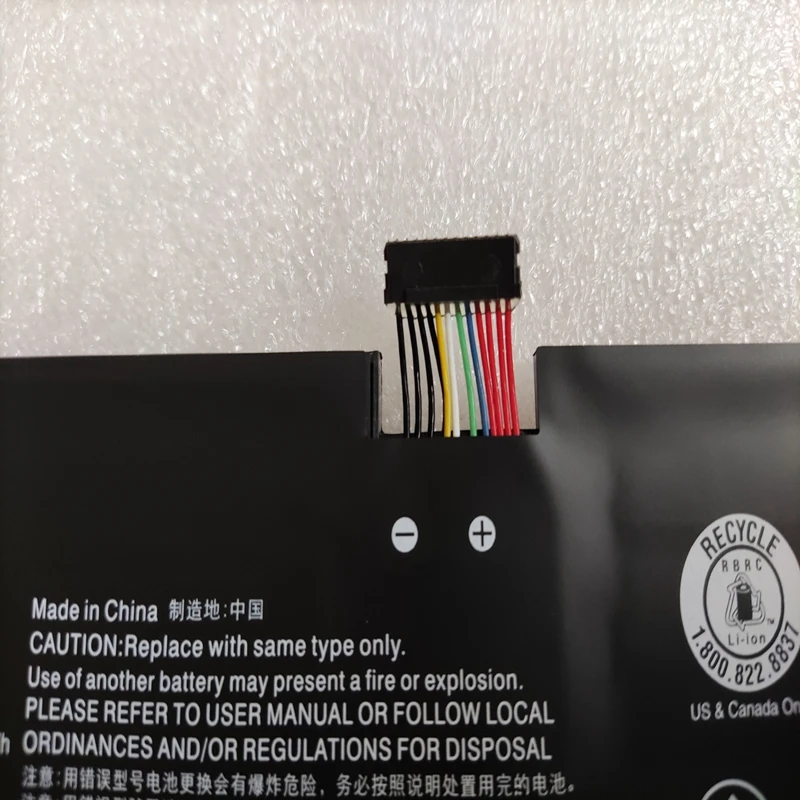 − +
Made in China 制造地:中国
CAUTION:Replace with same type only.
Use of another battery may present a fire or explosion.
PLEASE REFER TO USER MANUAL OR FOLLOW LOCAL
ORDINANCES AND/OR REGULATIONS FOR DISPOSAL
注意:用错误型号电池更换会有爆炸危险，务必按照说明处置用完的电池。
RECYCLE
RBRC
TM
Li-ion
1.800.822.8837
US & Canada On